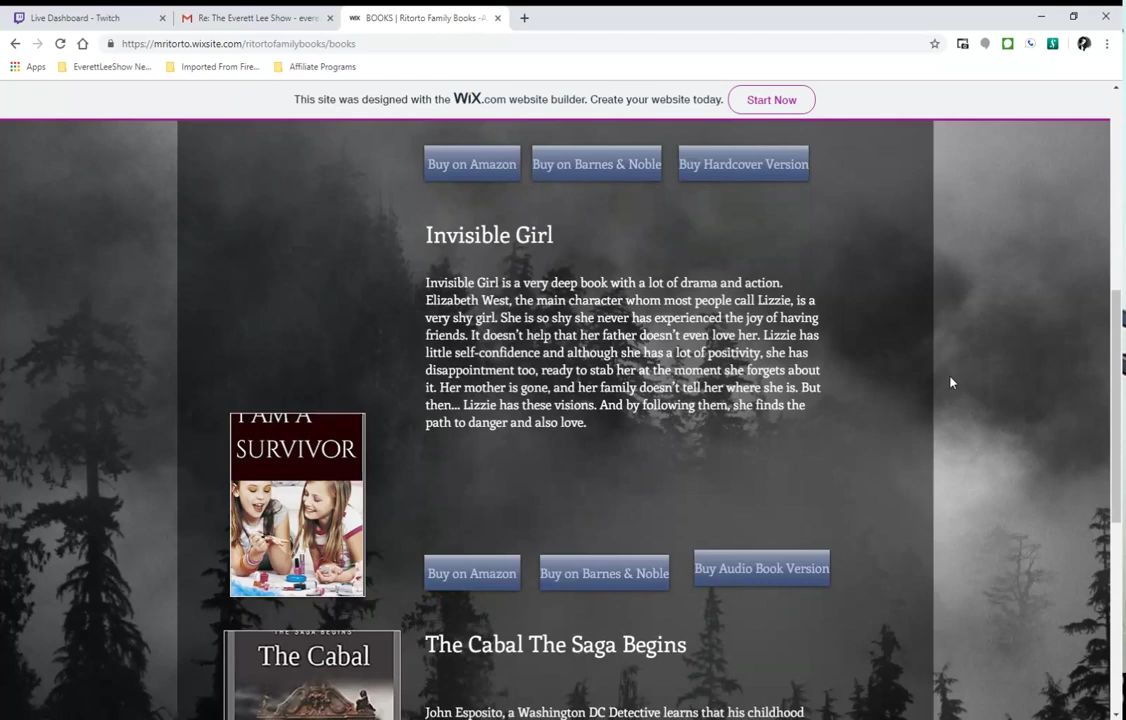 Live Dashboard - Twitch
Re: The Everett Lee Show - evere
WIX BOOKS | Ritorto Family Books -A
https://mritorto.wixsite.com/ritortofamilybooks/books
Apps
EverettLeeShow Ne...
Imported From Fire...
Affiliate Programs
This site was designed with the WiX.com website builder. Create your website today.
Start Now
Buy on Amazon
Buy on Barnes & Noble
Buy Hardcover Version
Invisible Girl
Invisible Girl is a very deep book with a lot of drama and action.
Elizabeth West, the main character whom most people call Lizzie, is a
very shy girl. She is so shy she never has experienced the joy of having
friends. It doesn't help that her father doesn't even love her. Lizzie has
little self-confidence and although she has a lot of positivity, she has
disappointment too, ready to stab her at the moment she forgets about
it. Her mother is gone, and her family doesn't tell her where she is. But
then... Lizzie has these visions. And by following them, she finds the
path to danger and also love.
I AM A
SURVIVOR
Buy on Amazon
Buy on Barnes & Noble
Buy Audio Book Version
THE SAGA BEGINS
The Cabal
The Cabal The Saga Begins
John Esposito, a Washington DC Detective learns that his childhood